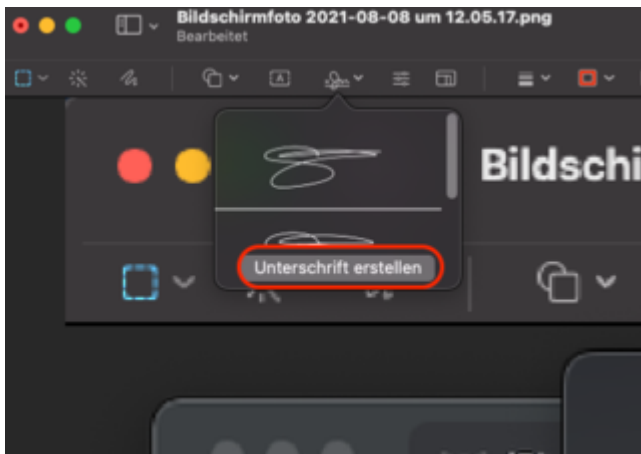 Bildschirmfoto 2021-08-08 um 12.05.17.png
Bearbeitet
A
Bildschi
Unterschrift erstellen